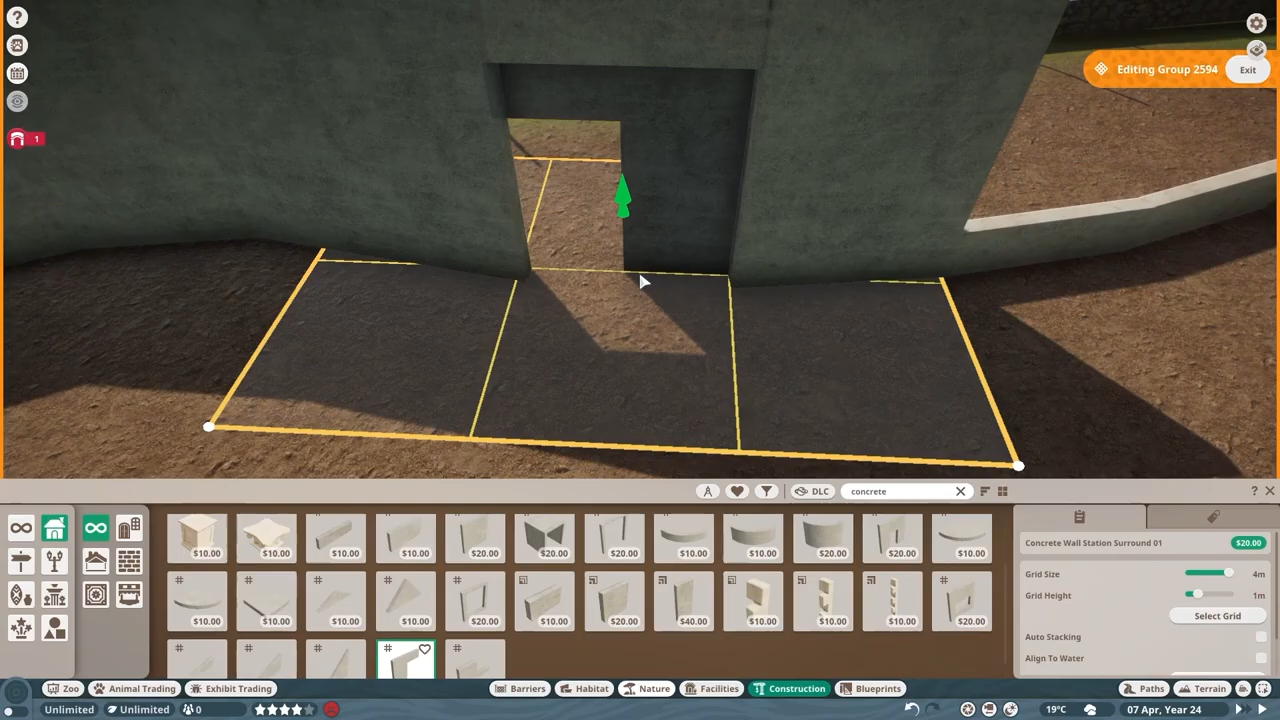 ?
Editing Group 2594
Exit
1
DLC
concrete
?
$10.00 $10.00 $10.00 $10.00 $20.00 $20.00 $20.00 $10.00 $10.00 $20.00 $20.00 $10.00
$10.00 $10.00 $10.00 $10.00 $20.00 $10.00 $20.00 $40.00 $10.00 $10.00 $10.00 $20.00
Concrete Wall Station Surround 01
$20.00
Grid Size
4m
Grid Height
1m
Select Grid
Auto Stacking
Align To Water
Zoo
Animal Trading
Exhibit Trading
Barriers
Habitat
Nature
Facilities
Construction
Blueprints
Paths
Terrain
Unlimited
Unlimited
0
19°C
07 Apr, Year 24